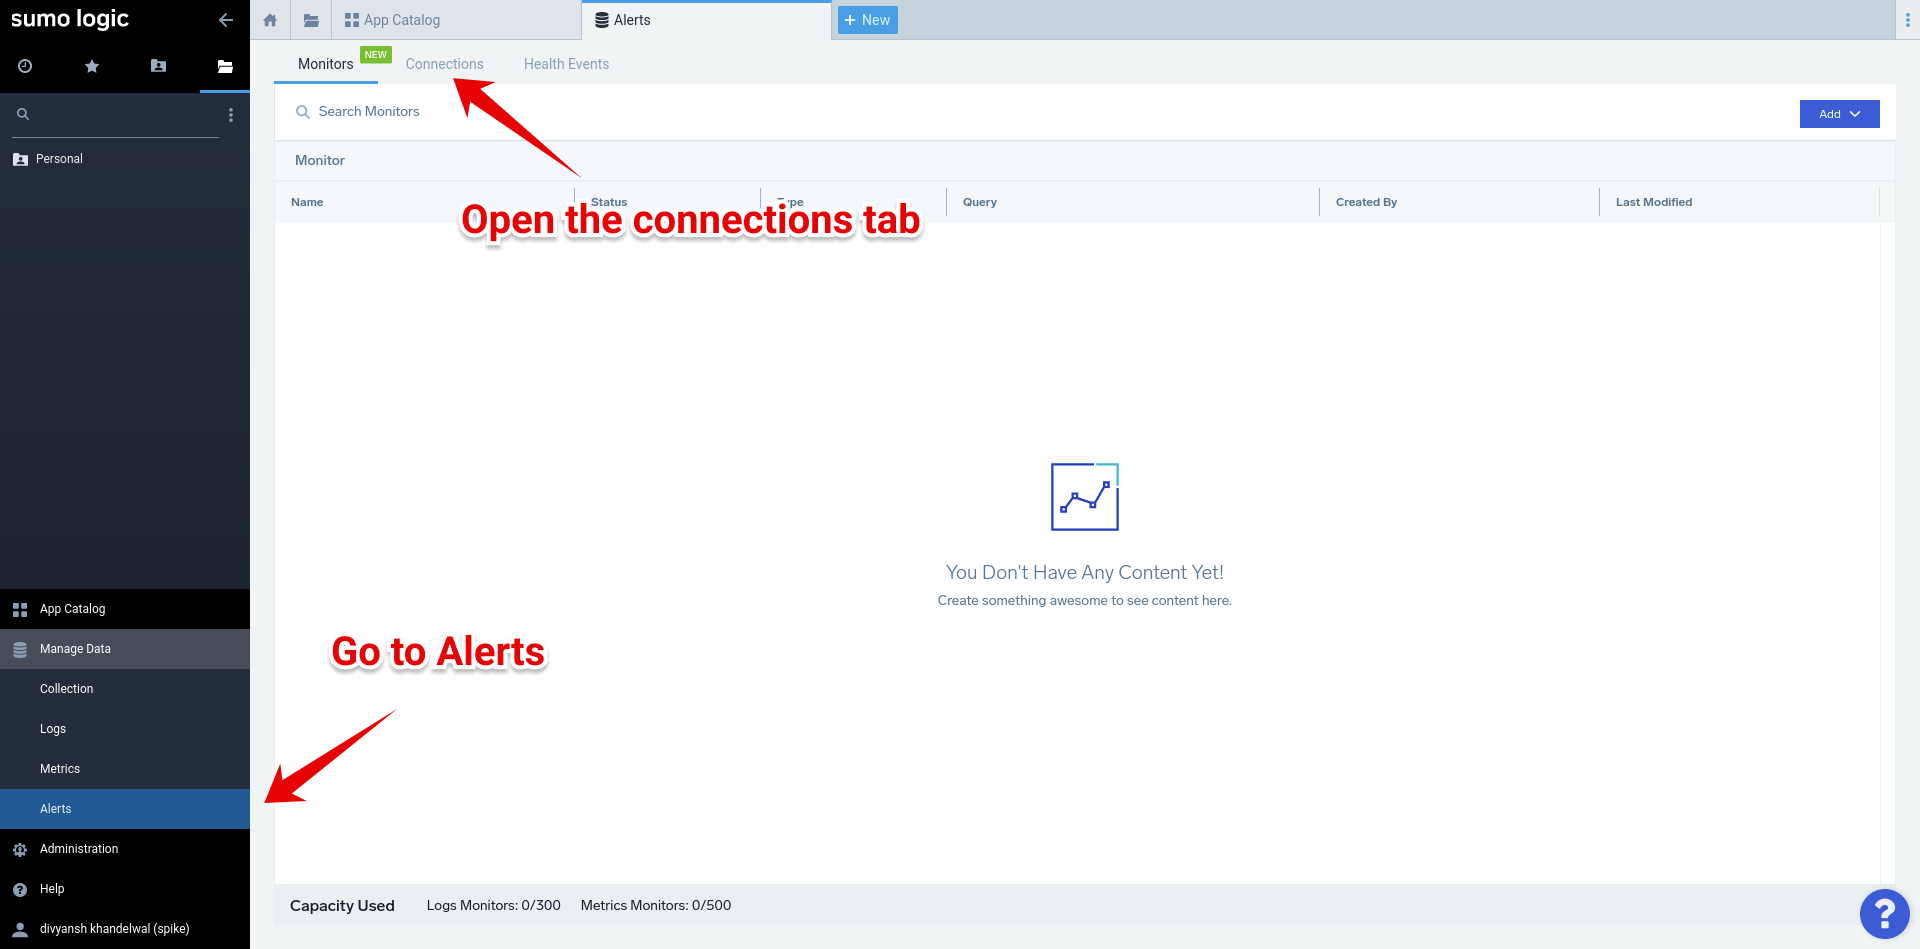 sumo logic
App Catalog
Alerts
+ New
Monitors
NEW
Connections
Health Events
Search Monitors
Add
Personal
Monitor
Name
Status
Type
Query
Created By
Last Modified
Open the connections tab
You Don't Have Any Content Yet!
Create something awesome to see content here.
Go to Alerts
App Catalog
Manage Data
Collection
Logs
Metrics
Alerts
Administration
Help
divyansh khandelwal (spike)
Capacity Used
Logs Monitors: 0/300
Metrics Monitors: 0/500
?